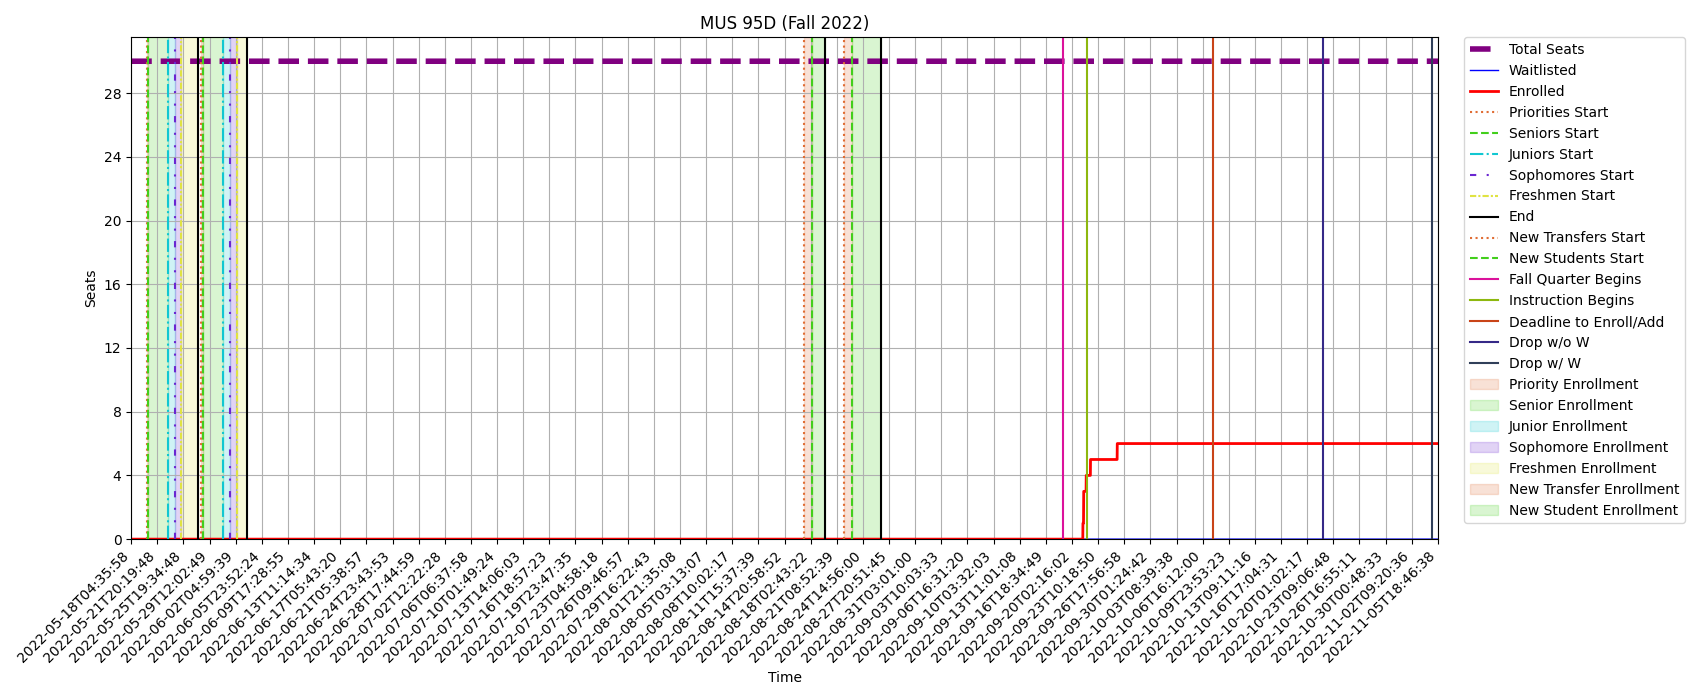 MUS 95D (Fall 2022)
Seats
28
24
20
16
12
8
4
0
2022-05-18T04:35:58
2022-05-21T20:19:48
2022-05-25T19:34:48
2022-05-29T12:02:49
2022-06-02T04:59:39
2022-06-05T23:52:24
2022-06-09T17:28:55
2022-06-13T11:14:34
2022-06-17T05:43:20
2022-06-21T05:38:57
2022-06-24T23:43:53
2022-06-28T17:44:59
2022-07-02T12:22:28
2022-07-06T06:37:58
2022-07-10T01:49:24
2022-07-13T14:06:03
2022-07-16T18:57:23
2022-07-19T23:47:35
2022-07-23T04:58:18
2022-07-26T09:46:57
2022-07-29T16:22:43
2022-08-01T21:35:08
2022-08-05T03:13:07
2022-08-08T10:02:17
2022-08-11T15:37:39
2022-08-14T20:58:52
2022-08-18T02:43:22
2022-08-21T08:52:39
2022-08-24T14:56:00
2022-08-27T20:51:45
2022-08-31T03:01:00
2022-09-03T10:03:33
2022-09-06T16:31:20
2022-09-10T03:32:03
2022-09-13T11:01:08
2022-09-16T18:34:49
2022-09-20T02:16:02
2022-09-23T10:18:50
2022-09-26T17:56:58
2022-09-30T01:24:42
2022-10-03T08:39:38
2022-10-06T16:12:00
2022-10-09T23:53:23
2022-10-13T09:11:16
2022-10-16T17:04:31
2022-10-20T01:02:17
2022-10-23T09:06:48
2022-10-26T16:55:11
2022-10-30T00:48:33
2022-11-02T09:20:36
2022-11-05T18:46:38
Time
Total Seats
Waitlisted
Enrolled
Priorities Start
Seniors Start
Juniors Start
Sophomores Start
Freshmen Start
End
New Transfers Start
New Students Start
Fall Quarter Begins
Instruction Begins
Deadline to Enroll/Add
Drop w/o W
Drop w/ W
Priority Enrollment
Senior Enrollment
Junior Enrollment
Sophomore Enrollment
Freshmen Enrollment
New Transfer Enrollment
New Student Enrollment